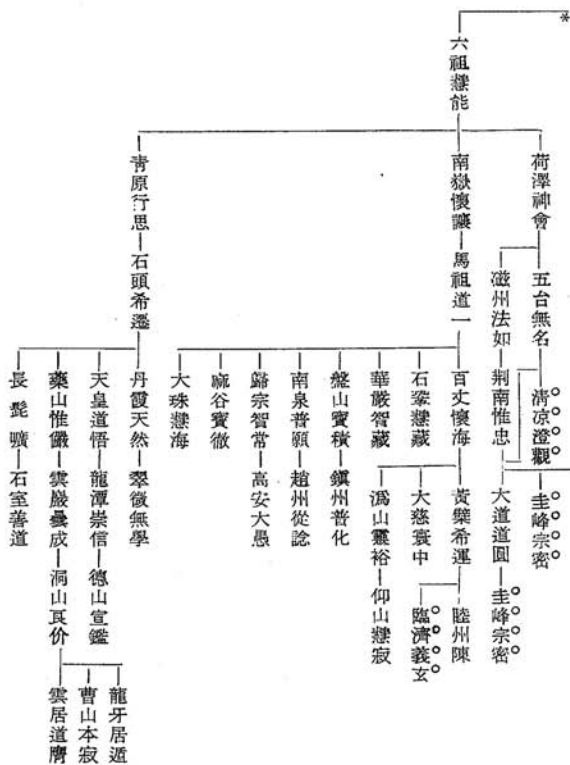 *
六祖慧能
荷澤神會
五台無名
清凉澄觀
圭峰宗密
磁州法如
荆南惟忠
大道道圓
圭峰宗密
南嶽懷讓
馬祖道一
百丈懷海
黃檗希運
睦州陳
臨濟義玄
大慈寰中
潙山靈裕
仰山慧寂
石鞏慧藏
華嚴智藏
盤山寶積
鎭州普化
南泉普願
趙州從諗
歸宗智常
高安大愚
麻谷寶徹
大珠慧海
靑原行思
石頭希遷
丹霞天然
翠微無學
天皇道悟
龍潭崇信
德山宣鑑
藥山惟儼
雲巖曇成
洞山良价
龍牙居遁
曹山本寂
雲居道膺
長髭曠
石室善道